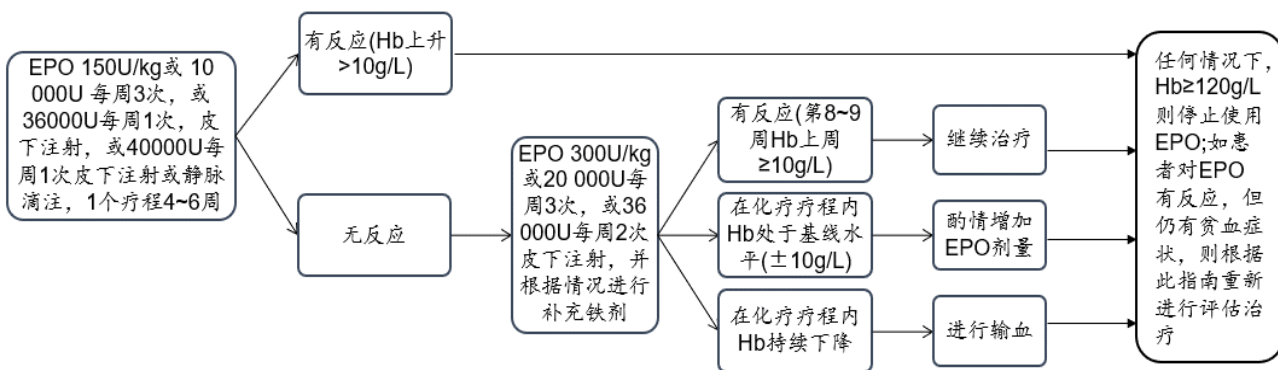 EPO 150U/kg或 10
000U 每周3次，或
36000U每周1次，皮
下注射，或40000U每
周1次皮下注射或静脉
滴注，1个疗程4~6周
有反应(Hb上升
>10g/L)
无反应
EPO 300U/kg
或20 000U每
周3次，或36
000U每周2次
皮下注射，并
根据情况进行
补充铁剂
有反应(第8~9
周Hb上周
≥10g/L)
在化疗疗程内
Hb处于基线水
平(±10g/L)
在化疗疗程内
Hb持续下降
继续治疗
酌情增加
EPO剂量
进行输血
任何情况下，
Hb≥120g/L
则停止使用
EPO;如患
者对EPO
有反应，但
仍有贫血症
状，则根据
此指南重新
进行评估治
疗